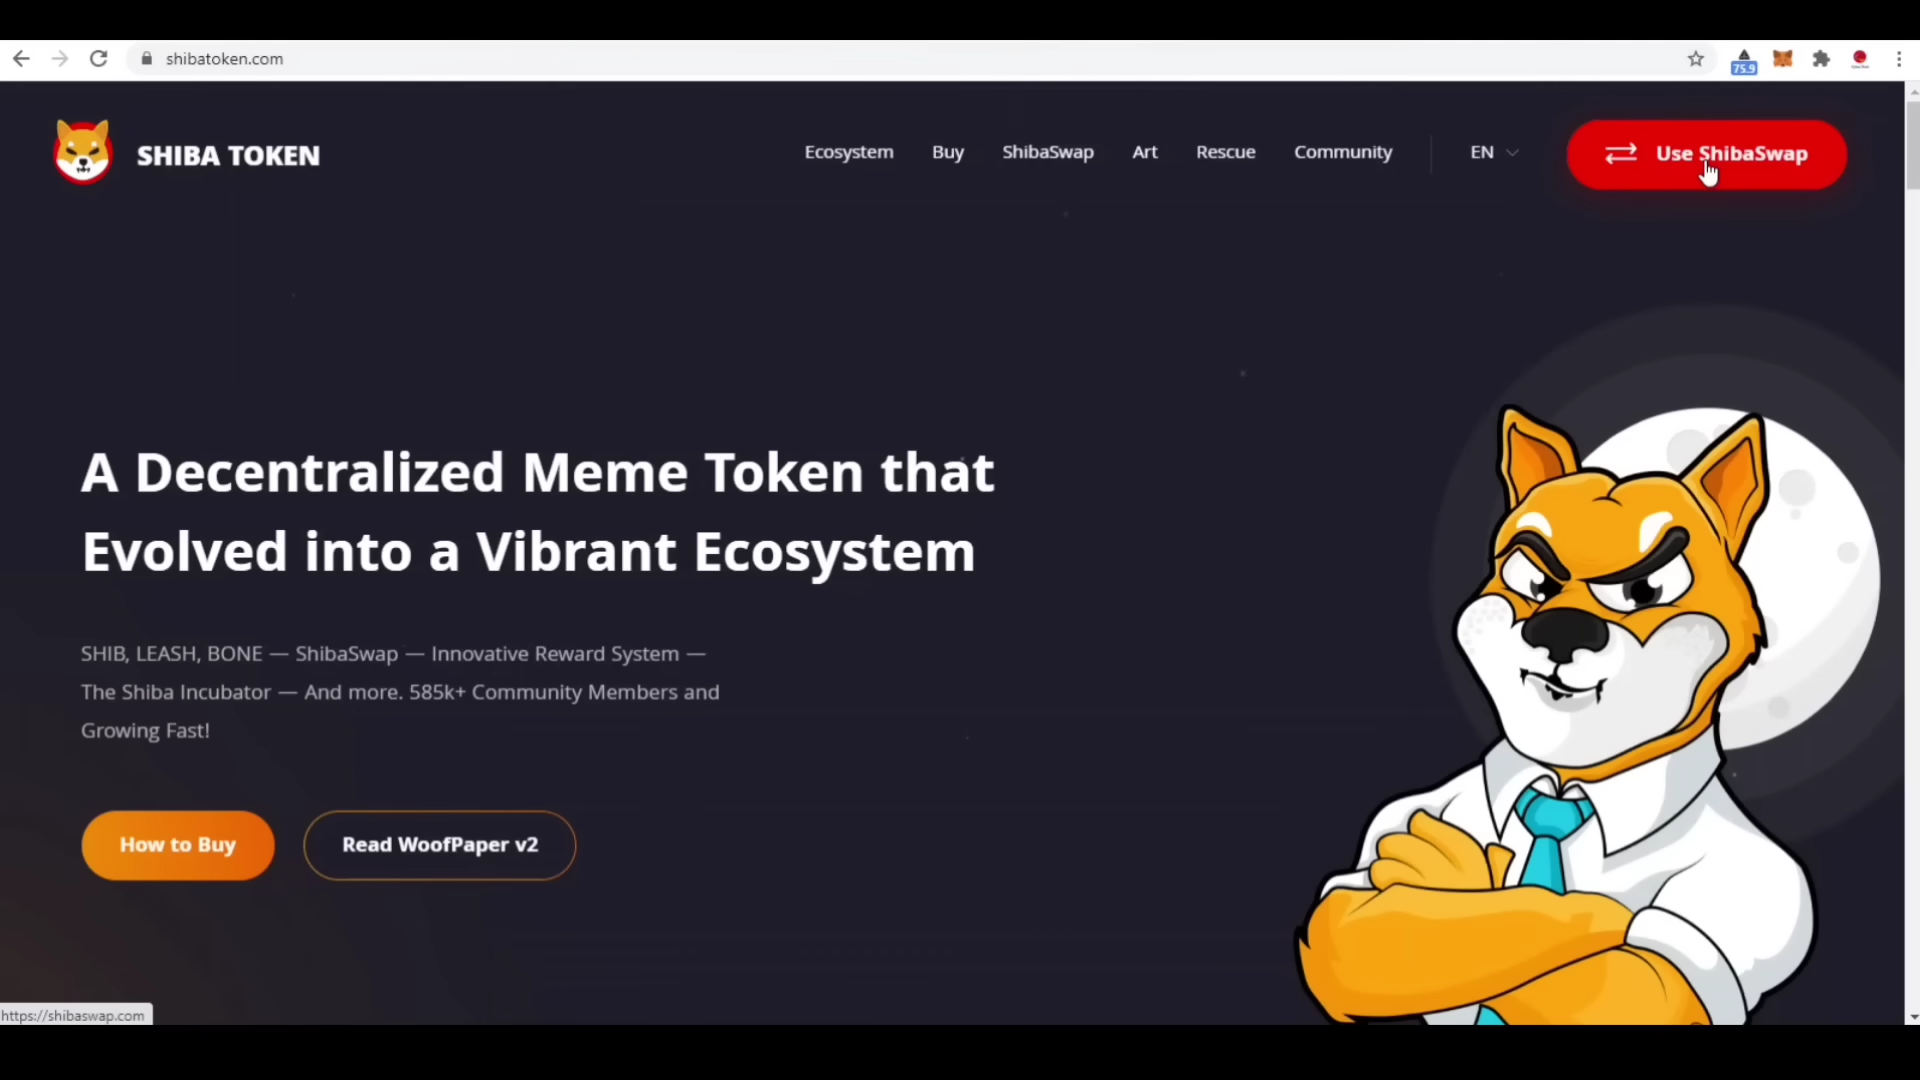 shibatoken.com
75.9
SHIBA TOKEN
Ecosystem Buy ShibaSwap Art Rescue Community EN Use ShibaSwap
A Decentralized Meme Token that
Evolved into a Vibrant Ecosystem
SHIB, LEASH, BONE — ShibaSwap — Innovative Reward System —
The Shiba Incubator — And more. 585k+ Community Members and
Growing Fast!
How to Buy Read WoofPaper v2
https://shibaswap.com